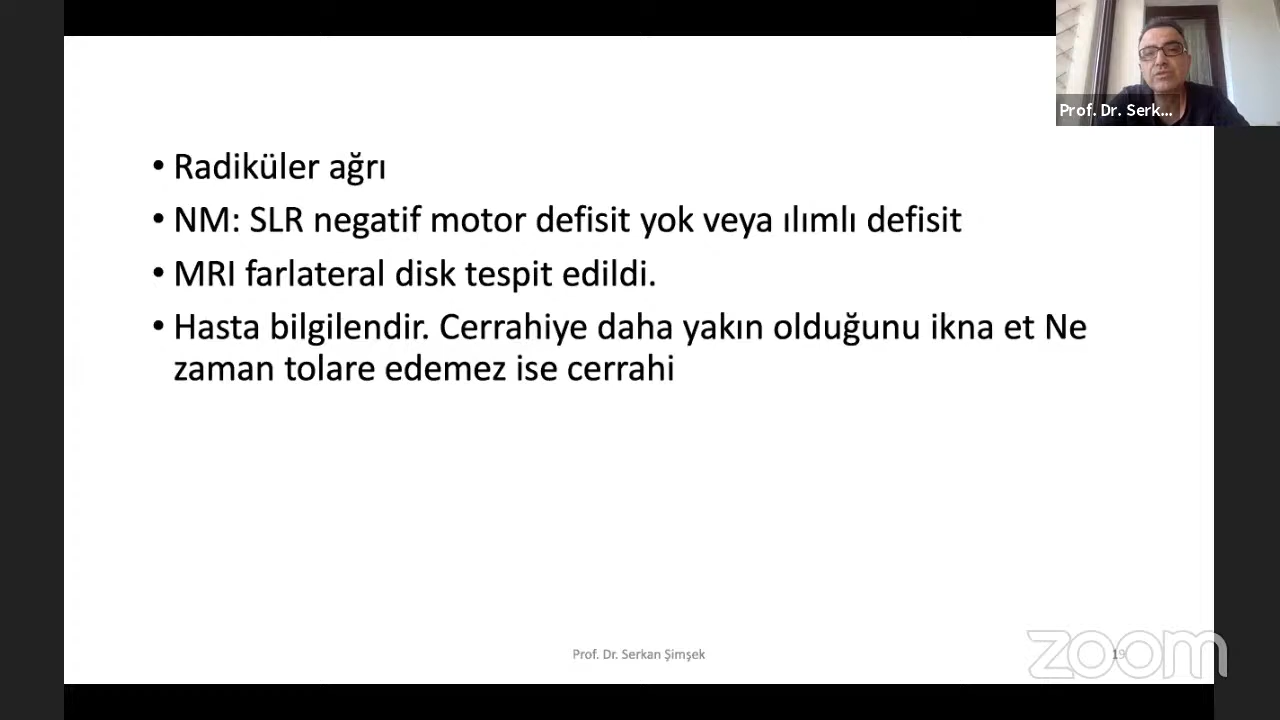 Prof. Dr. Serk...
• Radiküler ağrı
• NM: SLR negatif motor defisit yok veya ılımlı defisit
• MRI farlateral disk tespit edildi.
• Hasta bilgilendir. Cerrahiye daha yakın olduğunu ikna et Ne
zaman tolare edemez ise cerrahi
Prof. Dr. Serkan Şimşek
19
zoom